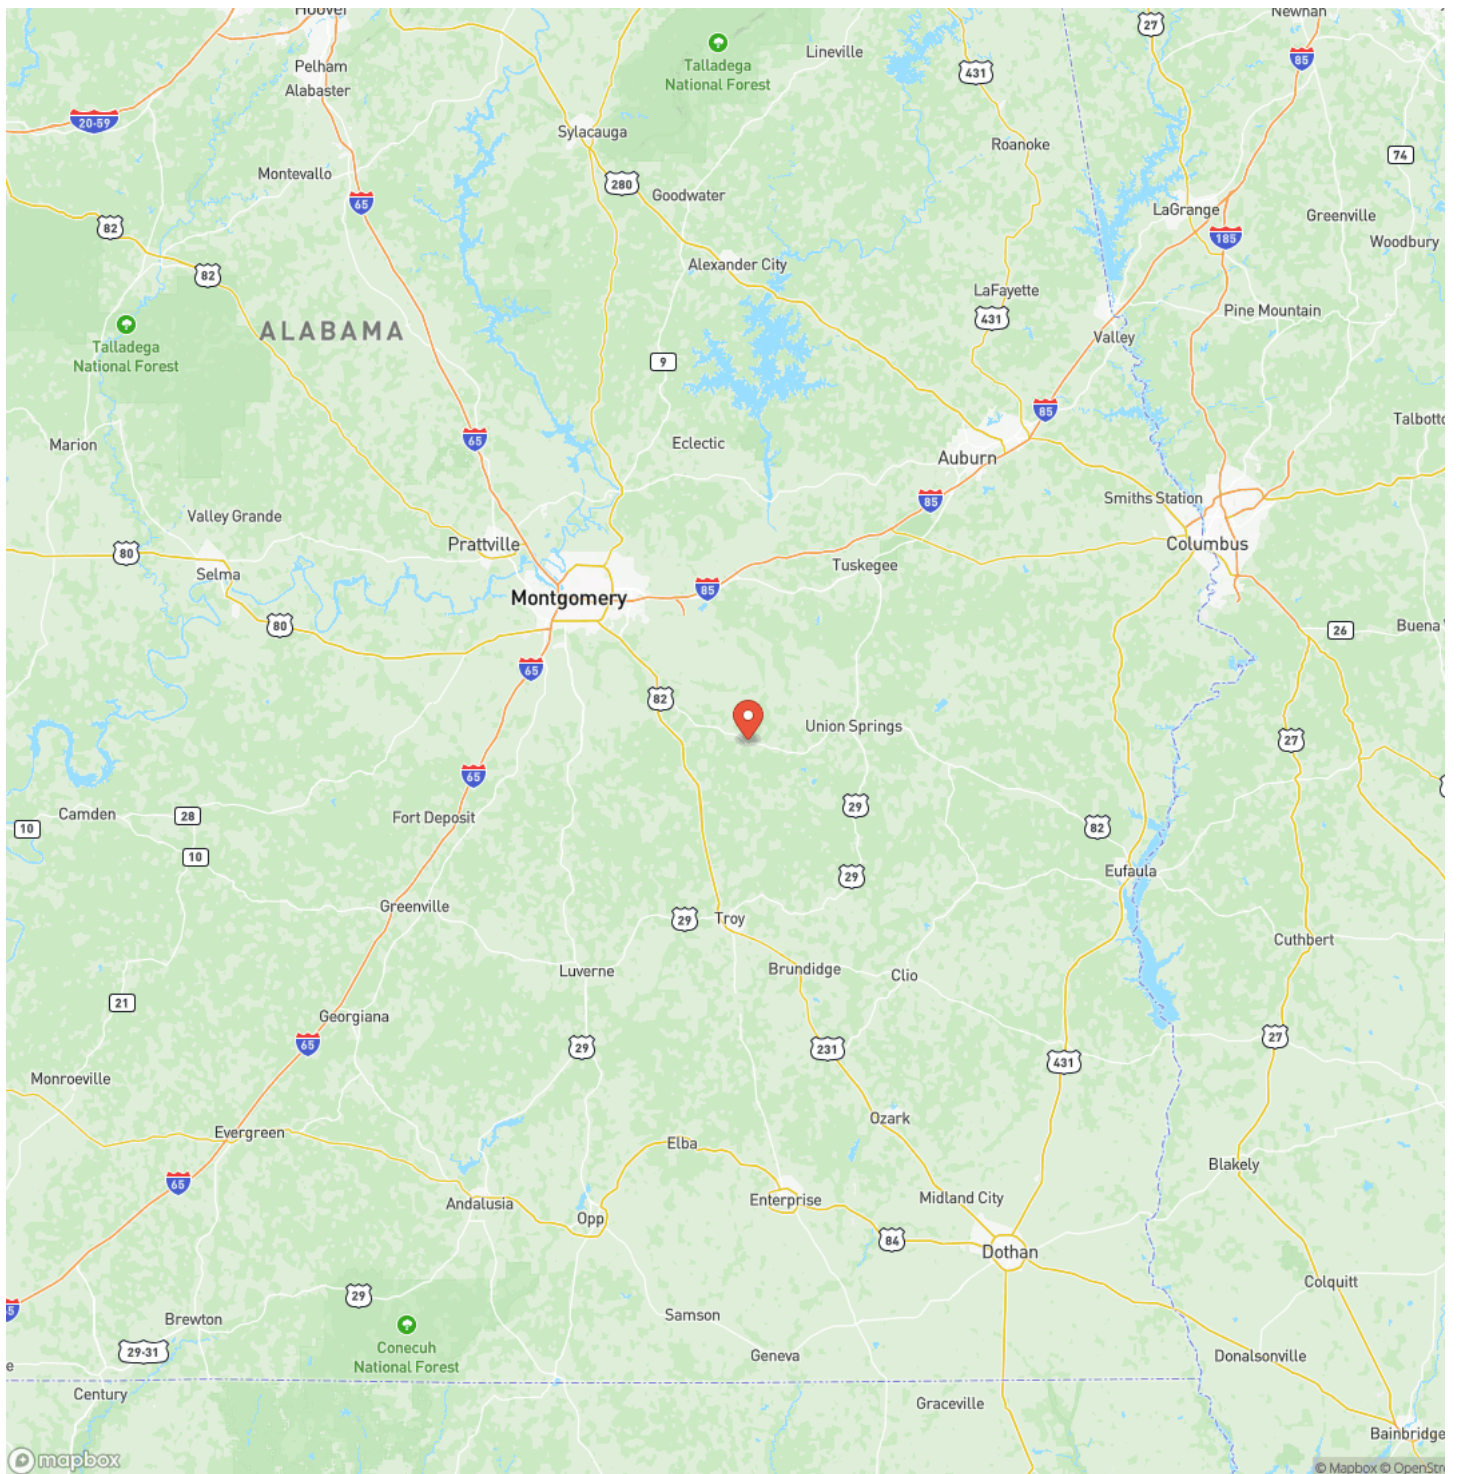 Hoover
27
Newnan
Pelham
Alabaster
Talladega
National Forest
Lineville
431
85
20-59
Sylacauga
Roanoke
74
Montevallo
280
Goodwater
65
LaGrange
Greenville
82
185
Woodbury
82
Alexander City
LaFayette
431
Pine Mountain
ALABAMA
Talladega
National Forest
Valley
9
85
Talbotto
Marion
65
Eclectic
Auburn
Smiths Station
85
Valley Grande
Prattville
Columbus
80
Selma
Tuskegee
Montgomery
85
80
26
Buena
65
82
Union Springs
27
65
Camden
28
Fort Deposit
29
10
82
10
29
Eufaula
Greenville
29
Troy
Cuthbert
Luverne
Brundidge
Clio
21
Georgiana
65
29
231
27
431
Monroeville
Ozark
Evergreen
Elba
Blakely
65
Andalusia
Enterprise
Midland City
Opp
84
Dothan
29
Colquitt
5
Brewton
Samson
Conecuh
National Forest
29-31
Geneva
Donalsonville
e
Century
Graceville
Bainbridge
mapbox
© Mapbox © OpenStre